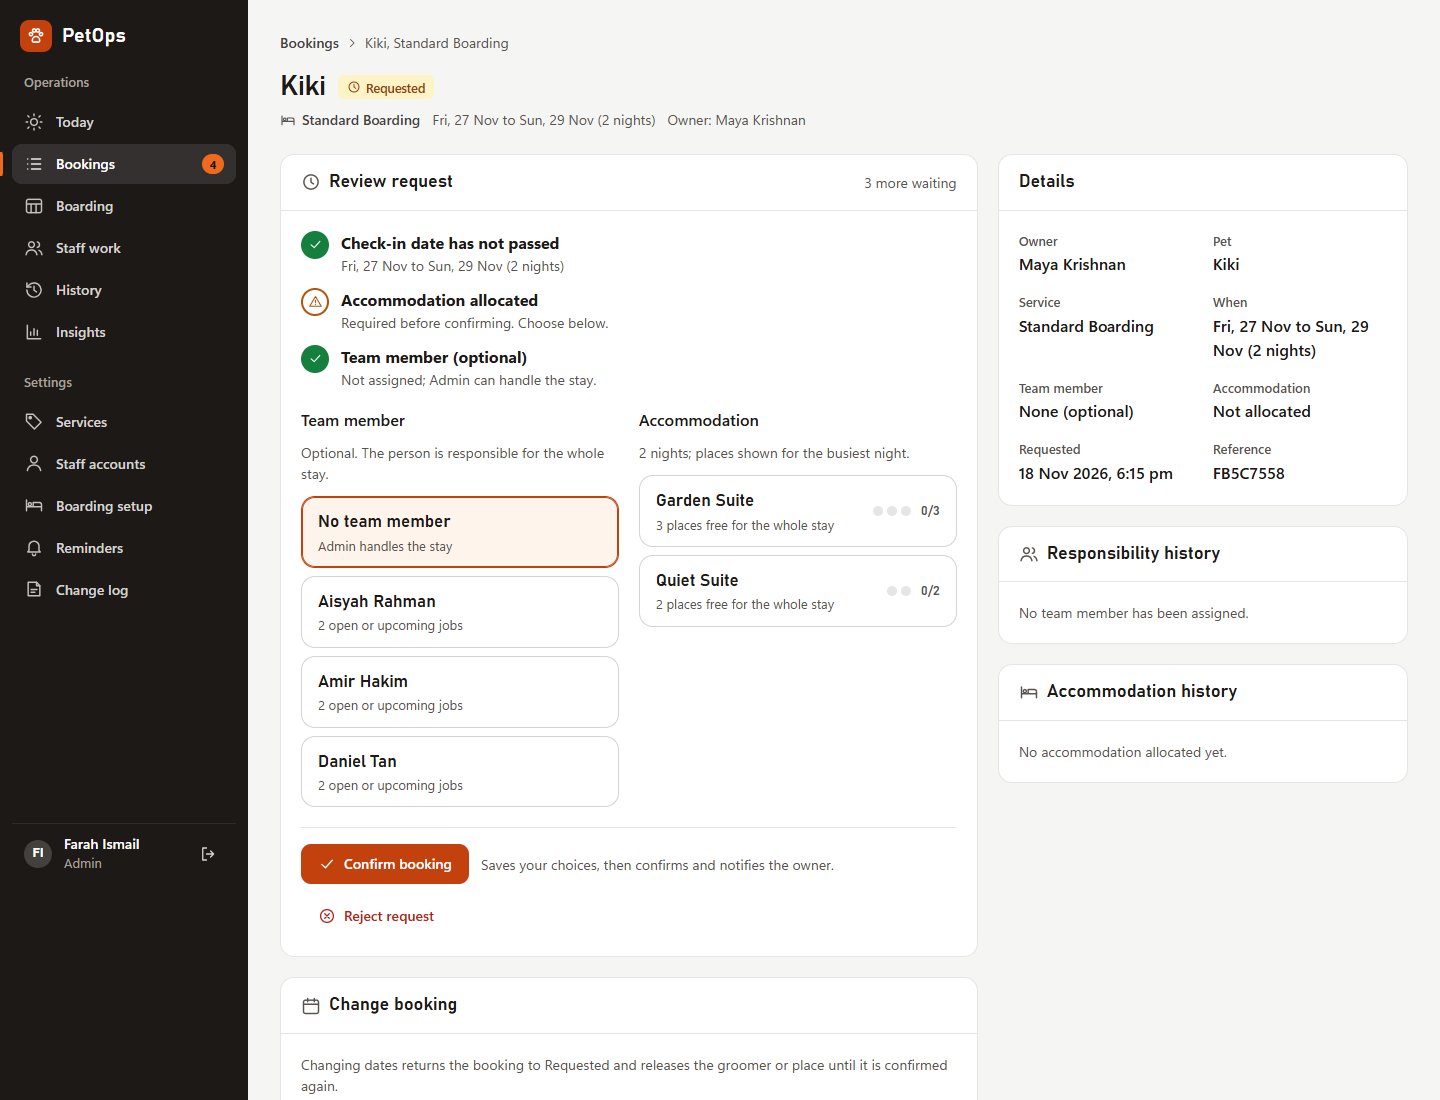 PetOps
Operations
Today
Bookings
4
Boarding
Staff work
History
Insights
Settings
Services
Staff accounts
Boarding setup
Reminders
Change log
FI
Farah Ismail
Admin
Bookings > Kiki, Standard Boarding
Kiki
Requested
Standard Boarding Fri, 27 Nov to Sun, 29 Nov (2 nights) Owner: Maya Krishnan
Review request
3 more waiting
Check-in date has not passed
Fri, 27 Nov to Sun, 29 Nov (2 nights)
Accommodation allocated
Required before confirming. Choose below.
Team member (optional)
Not assigned; Admin can handle the stay.
Team member
Optional. The person is responsible for the whole
stay.
No team member
Admin handles the stay
Aisyah Rahman
2 open or upcoming jobs
Amir Hakim
2 open or upcoming jobs
Daniel Tan
2 open or upcoming jobs
Accommodation
2 nights; places shown for the busiest night.
Garden Suite
3 places free for the whole stay
0/3
Quiet Suite
2 places free for the whole stay
0/2
Confirm booking
Saves your choices, then confirms and notifies the owner.
Reject request
Change booking
Changing dates returns the booking to Requested and releases the groomer or place until it is confirmed
again.
Details
Owner
Maya Krishnan
Pet
Kiki
Service
Standard Boarding
When
Fri, 27 Nov to Sun, 29
Nov (2 nights)
Team member
None (optional)
Accommodation
Not allocated
Requested
18 Nov 2026, 6:15 pm
Reference
FB5C7558
Responsibility history
No team member has been assigned.
Accommodation history
No accommodation allocated yet.